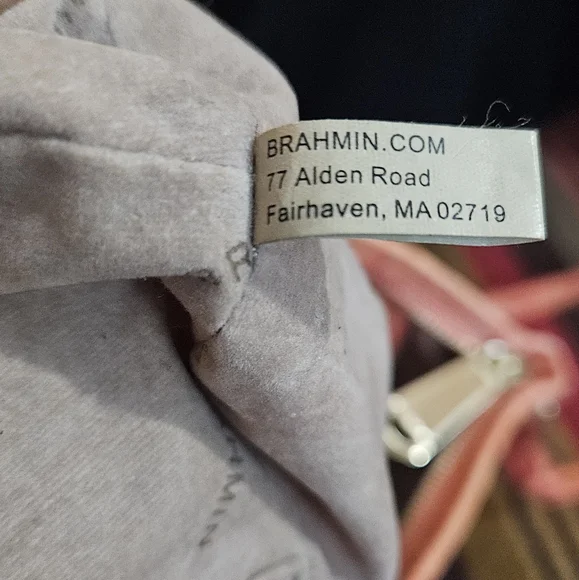 BRAHMIN.COM
77 Alden Road
Fairhaven, MA 02719